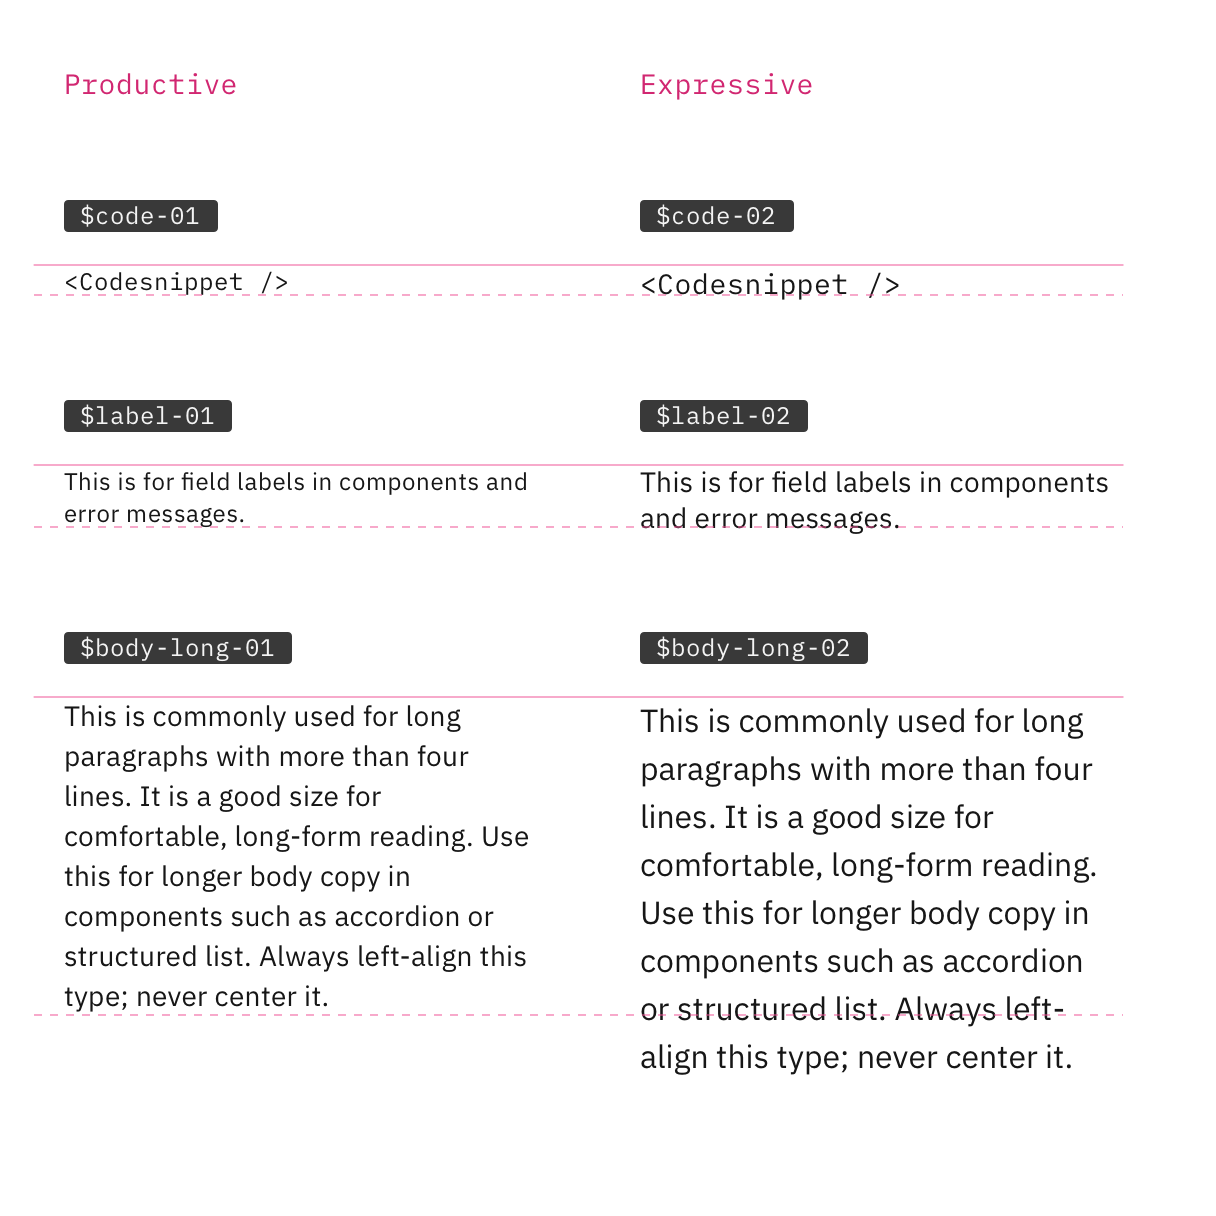 Productive
Expressive
$code-01
$code-02
<Codesnippet />
<Codesnippet />
$label-01
$label-02
This is for field labels in components and
error messages.
This is for field labels in components
and error messages.
$body-long-01
$body-long-02
This is commonly used for long
paragraphs with more than four
lines. It is a good size for
comfortable, long-form reading. Use
this for longer body copy in
components such as accordion or
structured list. Always left-align this
type; never center it.
This is commonly used for long
paragraphs with more than four
lines. It is a good size for
comfortable, long-form reading.
Use this for longer body copy in
components such as accordion
or structured list. Always left-
align this type; never center it.